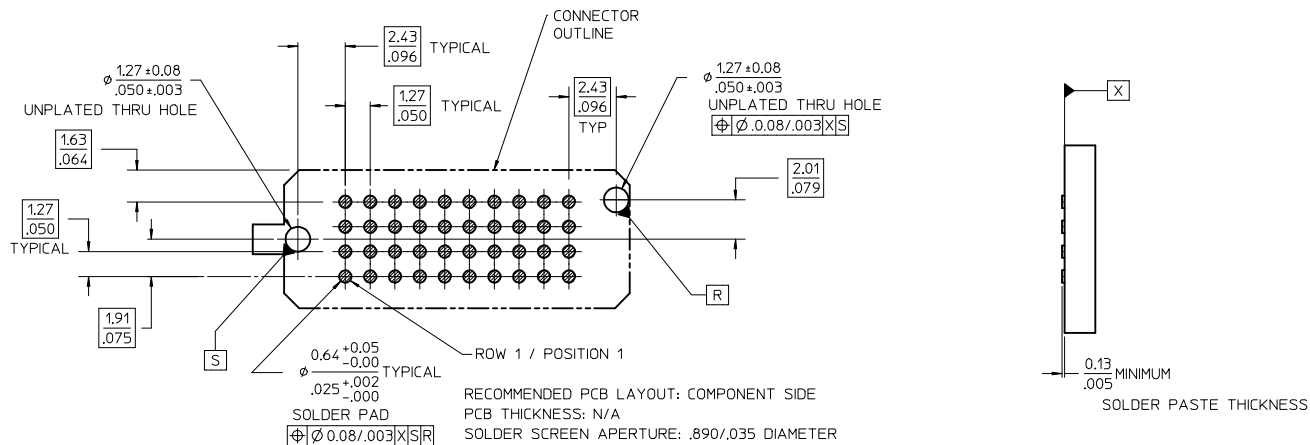 CONNECTOR
OUTLINE
2.43
.096
TYPICAL
1.27
.050
TYPICAL
2.43
.096
TYP
⌀ 1.27 ±0.08
.050 ±.003
UNPLATED THRU HOLE
⌀ 1.27 ±0.08
.050 ±.003
UNPLATED THRU HOLE
⌖ ⌀ .0.08/.003 X S
X
1.63
.064
2.01
.079
1.27
.050
TYPICAL
R
1.91
.075
S
ROW 1 / POSITION 1
⌀ 0.64 +0.05 -0.00
.025 +.002 -.000
TYPICAL
SOLDER PAD
⌖ ⌀ 0.08/.003 X S R
RECOMMENDED PCB LAYOUT: COMPONENT SIDE
PCB THICKNESS: N/A
SOLDER SCREEN APERTURE: .890/.035 DIAMETER
0.13
.005
MINIMUM
SOLDER PASTE THICKNESS